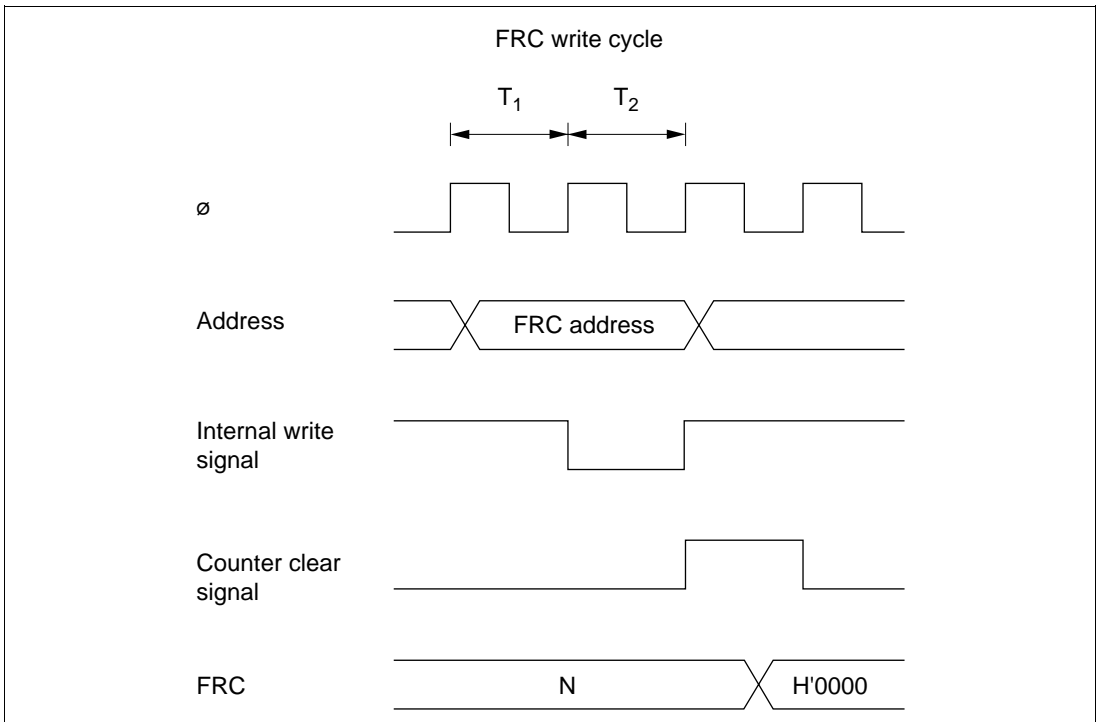 FRC write cycle
T1 T2
ø
Address
FRC address
Internal write
signal
Counter clear
signal
FRC
N
H'0000